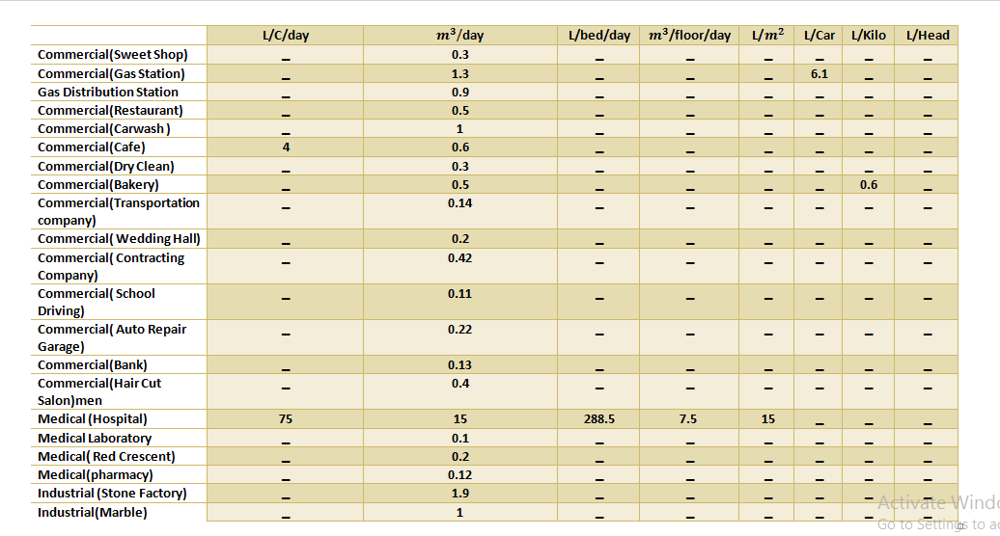 L/C/day m³/day L/bed/day m³/floor/day L/m² L/Car L/Kilo L/Head
Commercial(Sweet Shop) – 0.3 – – – – – –
Commercial(Gas Station) – 1.3 – – – 6.1 – –
Gas Distribution Station – 0.9 – – – – – –
Commercial(Restaurant) – 0.5 – – – – – –
Commercial(Carwash ) – 1 – – – – – –
Commercial(Cafe) 4 0.6 – – – – – –
Commercial(Dry Clean) – 0.3 – – – – – –
Commercial(Bakery) – 0.5 – – – – 0.6 –
Commercial(Transportation – 0.14 – – – – – –
company)
Commercial( Wedding Hall) – 0.2 – – – – – –
Commercial( Contracting – 0.42 – – – – – –
Company)
Commercial( School – 0.11 – – – – – –
Driving)
Commercial( Auto Repair – 0.22 – – – – – –
Garage)
Commercial(Bank) – 0.13 – – – – – –
Commercial(Hair Cut – 0.4 – – – – – –
Salon)men
Medical (Hospital) 75 15 288.5 7.5 15 – – –
Medical Laboratory – 0.1 – – – – – –
Medical( Red Crescent) – 0.2 – – – – – –
Medical(pharmacy) – 0.12 – – – – – –
Industrial (Stone Factory) – 1.9 – – – – – –
Industrial(Marble) – 1 – – – – – –
Activate Windo
Go to Settings to a